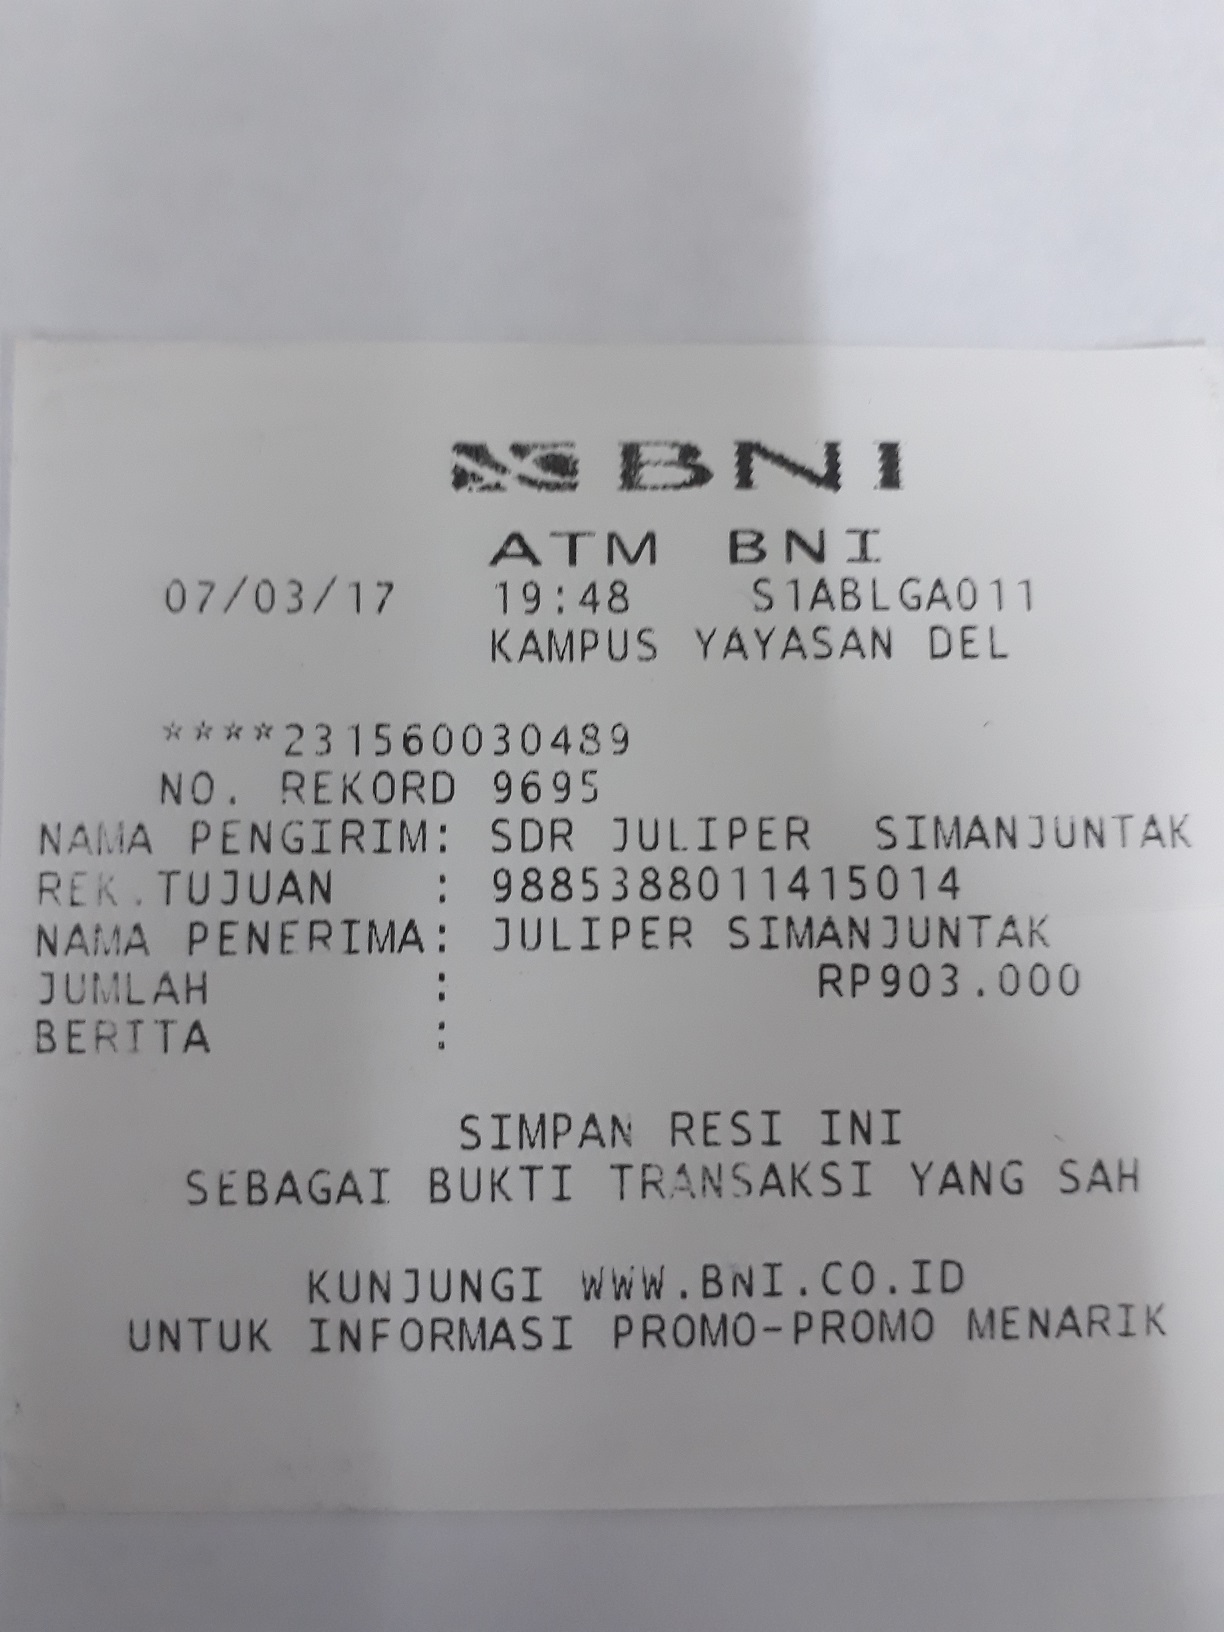 BNI
ATM BNI
07/03/17 19:48 S1ABLGA011
KAMPUS YAYASAN DEL
****231560030489
NO. REKORD 9695
NAMA PENGIRIM: SDR JULIPER SIMANJUNTAK
REK.TUJUAN : 9885388011415014
NAMA PENERIMA: JULIPER SIMANJUNTAK
JUMLAH : RP903.000
BERITA :
SIMPAN RESI INI
SEBAGAI BUKTI TRANSAKSI YANG SAH
KUNJUNGI WWW.BNI.CO.ID
UNTUK INFORMASI PROMO-PROMO MENARIK